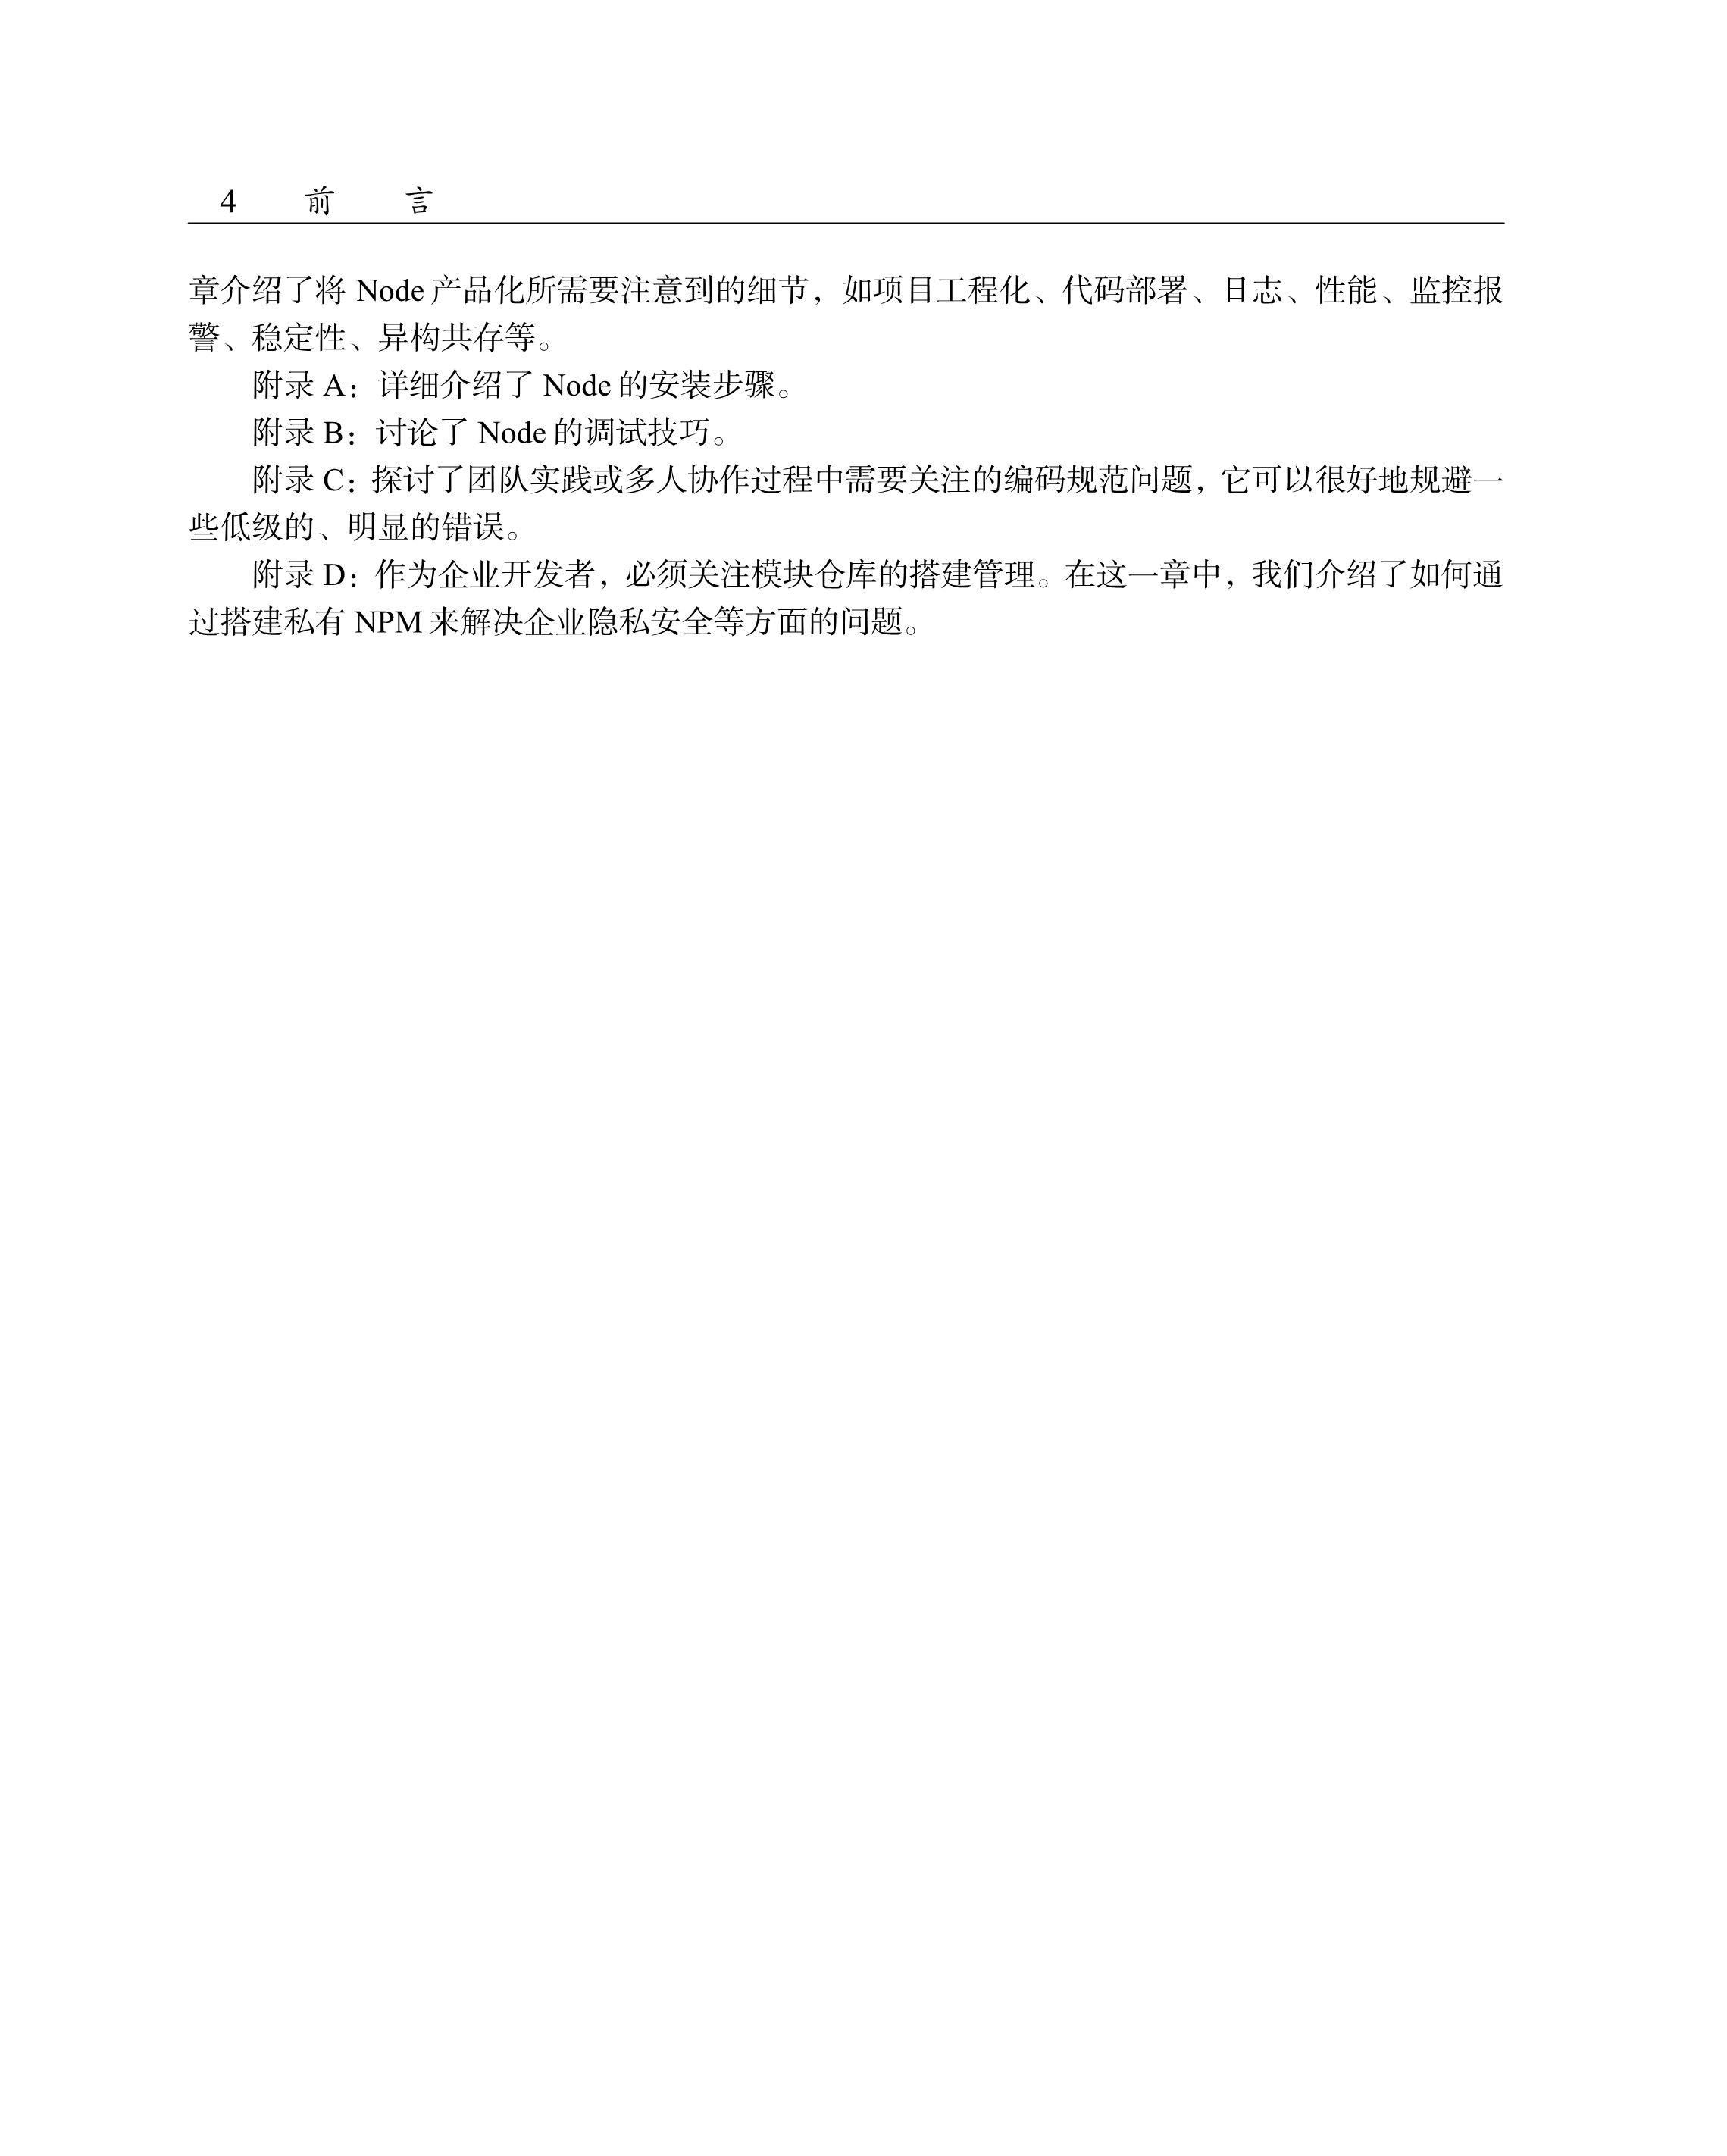 4 前 言
章介绍了将 Node 产品化所需要注意到的细节，如项目工程化、代码部署、日志、性能、监控报
警、稳定性、异构共存等。
附录 A：详细介绍了 Node 的安装步骤。
附录 B：讨论了 Node 的调试技巧。
附录 C：探讨了团队实践或多人协作过程中需要关注的编码规范问题，它可以很好地规避一
些低级的、明显的错误。
附录 D：作为企业开发者，必须关注模块仓库的搭建管理。在这一章中，我们介绍了如何通
过搭建私有 NPM 来解决企业隐私安全等方面的问题。